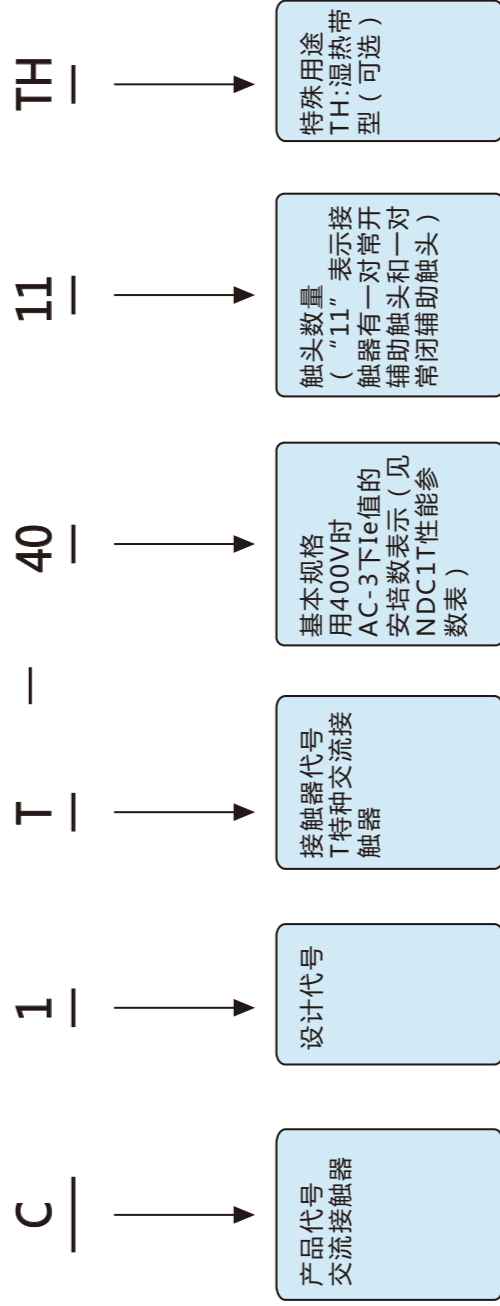 C 1 T — 40 11 TH
产品代号
交流接触器
设计代号
接触器代号
T特种交流接
触器
基本规格
用400V时
AC-3下Ie值的
安培数表示（见
NDC1T性能参
数表）
触头数量
（“11”表示接
触器有一对常开
辅助触头和一对
常闭辅助触头）
特殊用途
TH:湿热带
型（可选）